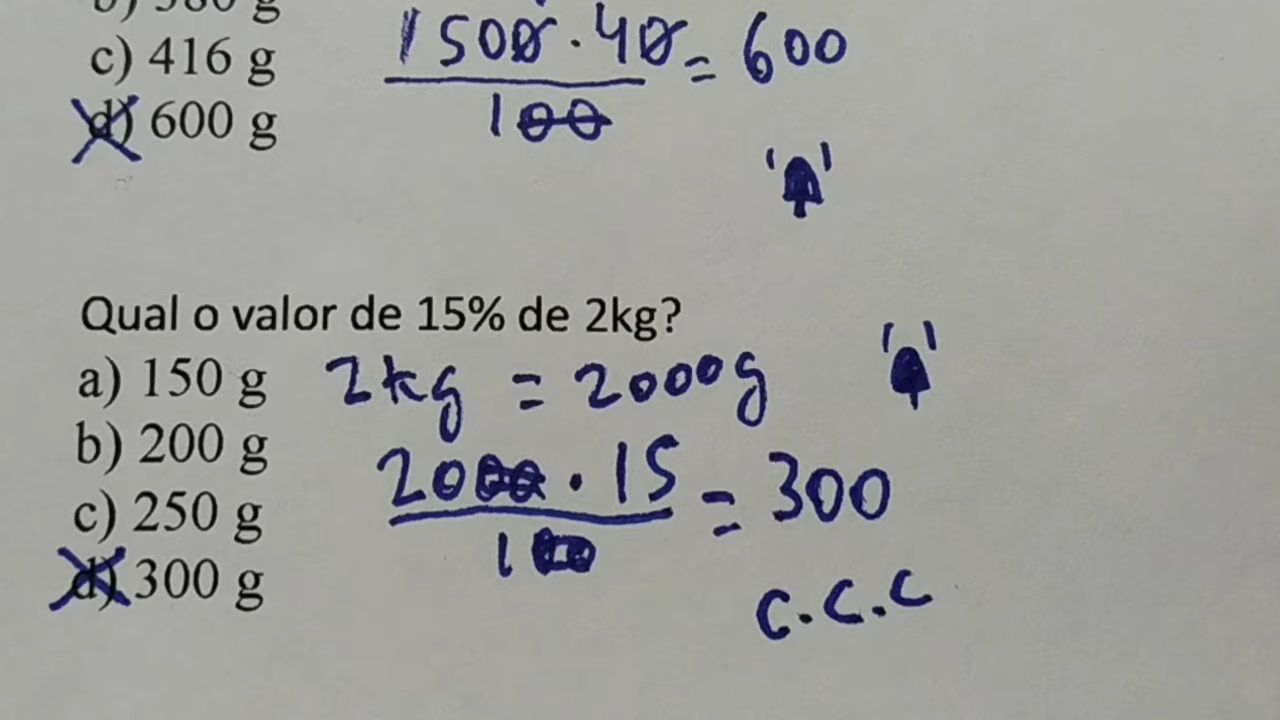 b) 580 g
c) 416 g
1500 . 40 = 600
100
d) 600 g
Qual o valor de 15% de 2kg?
a) 150 g
2kg = 2000g
b) 200 g
2000 . 15 = 300
100
c) 250 g
d) 300 g
c.c.c